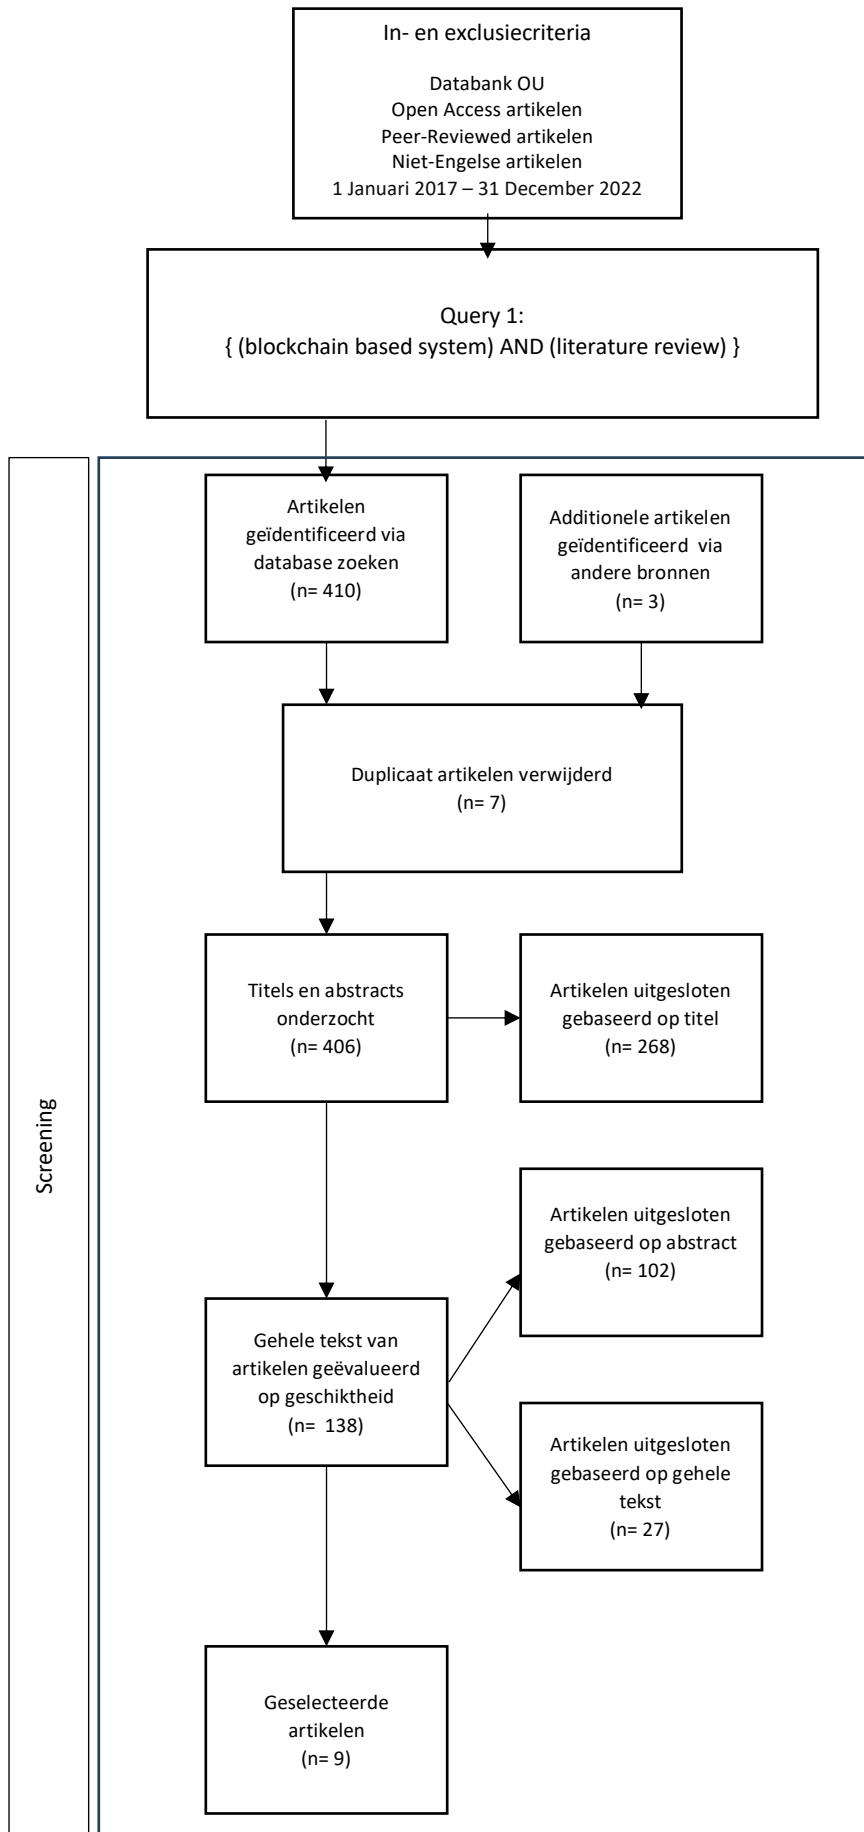 In- en exclusiecriteria
Databank OU
Open Access artikelen
Peer-Reviewed artikelen
Niet-Engelse artikelen
1 Januari 2017 – 31 December 2022
Query 1:
{ (blockchain based system) AND (literature review) }
Screening
Artikelen
geïdentificeerd via
database zoeken
(n= 410)
Additionele artikelen
geïdentificeerd via
andere bronnen
(n= 3)
Duplicaat artikelen verwijderd
(n= 7)
Titels en abstracts
onderzocht
(n= 406)
Artikelen uitgesloten
gebaseerd op titel
(n= 268)
Artikelen uitgesloten
gebaseerd op abstract
(n= 102)
Gehele tekst van
artikelen geëvalueerd
op geschiktheid
(n= 138)
Artikelen uitgesloten
gebaseerd op gehele
tekst
(n= 27)
Geselecteerde
artikelen
(n= 9)